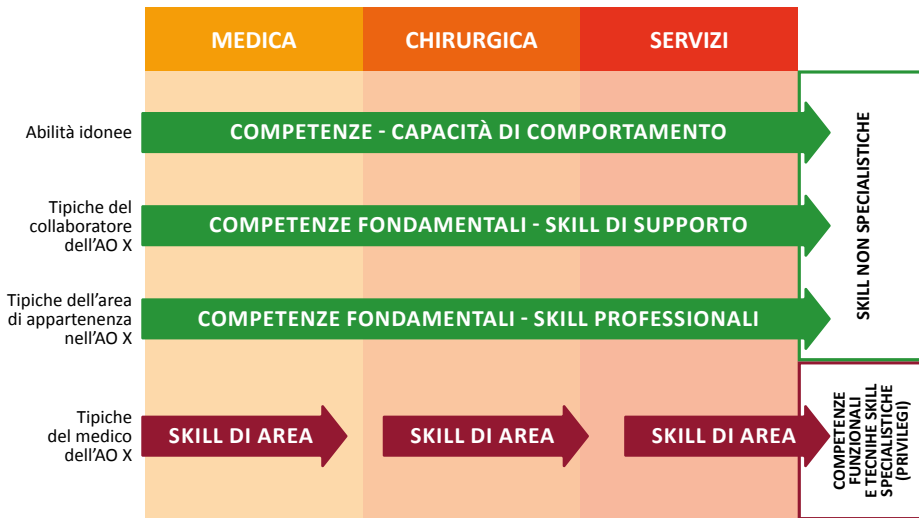 MEDICA
CHIRURGICA
SERVIZI
Abilità idonee
COMPETENZE - CAPACITÀ DI COMPORTAMENTO
Tipiche del
collaboratore
dell'AO X
COMPETENZE FONDAMENTALI - SKILL DI SUPPORTO
Tipiche dell'area
di appartenenza
nell'AO X
COMPETENZE FONDAMENTALI - SKILL PROFESSIONALI
SKILL NON SPECIALISTICHE
Tipiche
del medico
dell'AO X
SKILL DI AREA
SKILL DI AREA
SKILL DI AREA
COMPETENZE
FUNZIONALI
E TECNIHE SKILL
SPECIALISTICHE
(PRIVILEGI)